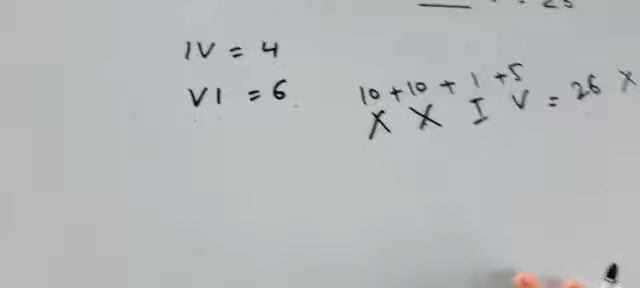 IV = 4
VI = 6
10 + 10 + 1 + 5
X X I V = 26 X